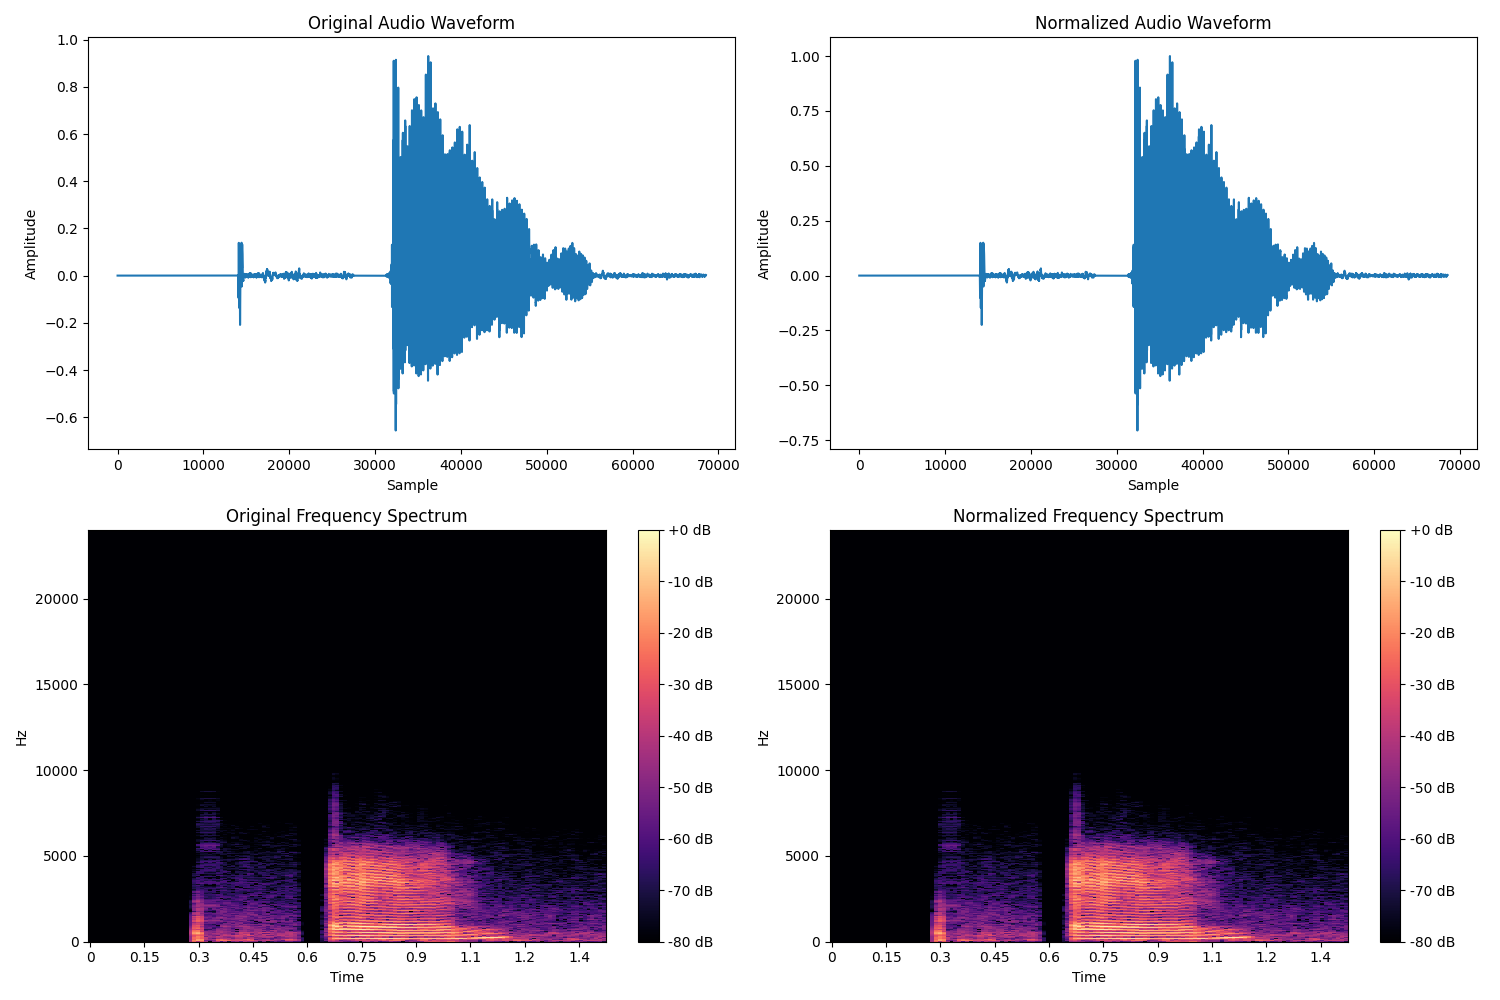 Original Audio Waveform
1.0
0.8
0.6
0.4
0.2
0.0
−0.2
−0.4
−0.6
Amplitude
0 10000 20000 30000 40000 50000 60000 70000
Sample
Normalized Audio Waveform
1.00
0.75
0.50
0.25
0.00
−0.25
−0.50
−0.75
Amplitude
0 10000 20000 30000 40000 50000 60000 70000
Sample
Original Frequency Spectrum
20000
15000
10000
5000
0
Hz
0 0.15 0.3 0.45 0.6 0.75 0.9 1.1 1.2 1.4
Time
+0 dB
-10 dB
-20 dB
-30 dB
-40 dB
-50 dB
-60 dB
-70 dB
-80 dB
Normalized Frequency Spectrum
20000
15000
10000
5000
0
Hz
0 0.15 0.3 0.45 0.6 0.75 0.9 1.1 1.2 1.4
Time
+0 dB
-10 dB
-20 dB
-30 dB
-40 dB
-50 dB
-60 dB
-70 dB
-80 dB